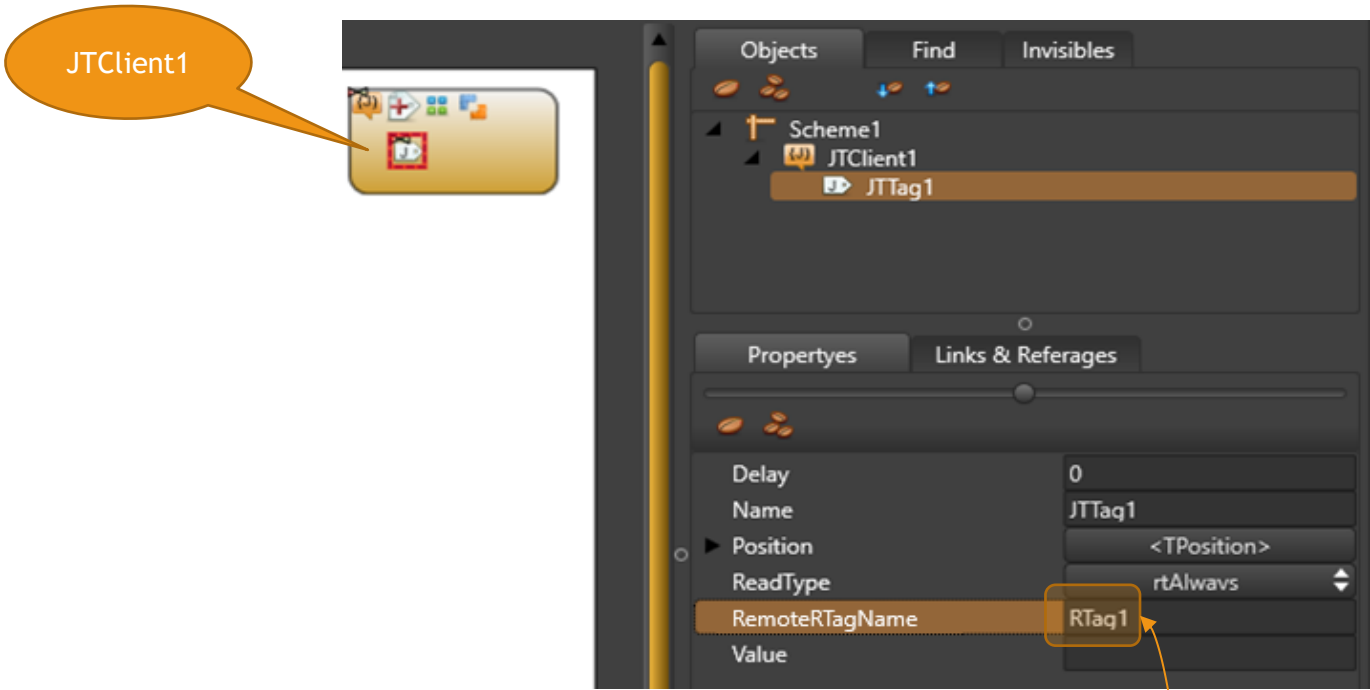 JTClient1
Objects Find Invisibles
Scheme1
JTClient1
JTTag1
Propertyes Links & Referages
Delay 0
Name JTTag1
Position <TPosition>
ReadType rtAlways
RemoteRTagName RTag1
Value